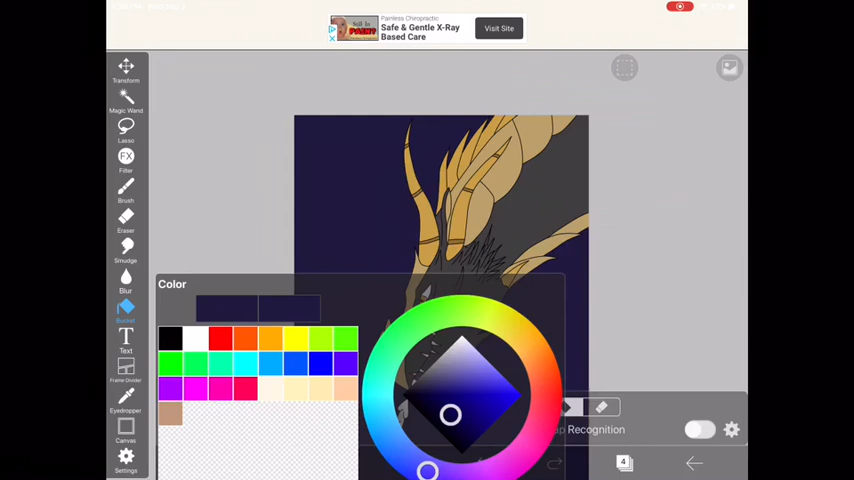 Painless Chiropractic
Safe & Gentle X-Ray
Based Care
Visit Site
Transform
Magic Wand
Lasso
FX
Filter
Brush
Eraser
Smudge
Blur
Bucket
T
Text
Frame Divider
Eyedropper
Canvas
Settings
Color
Recognition
4